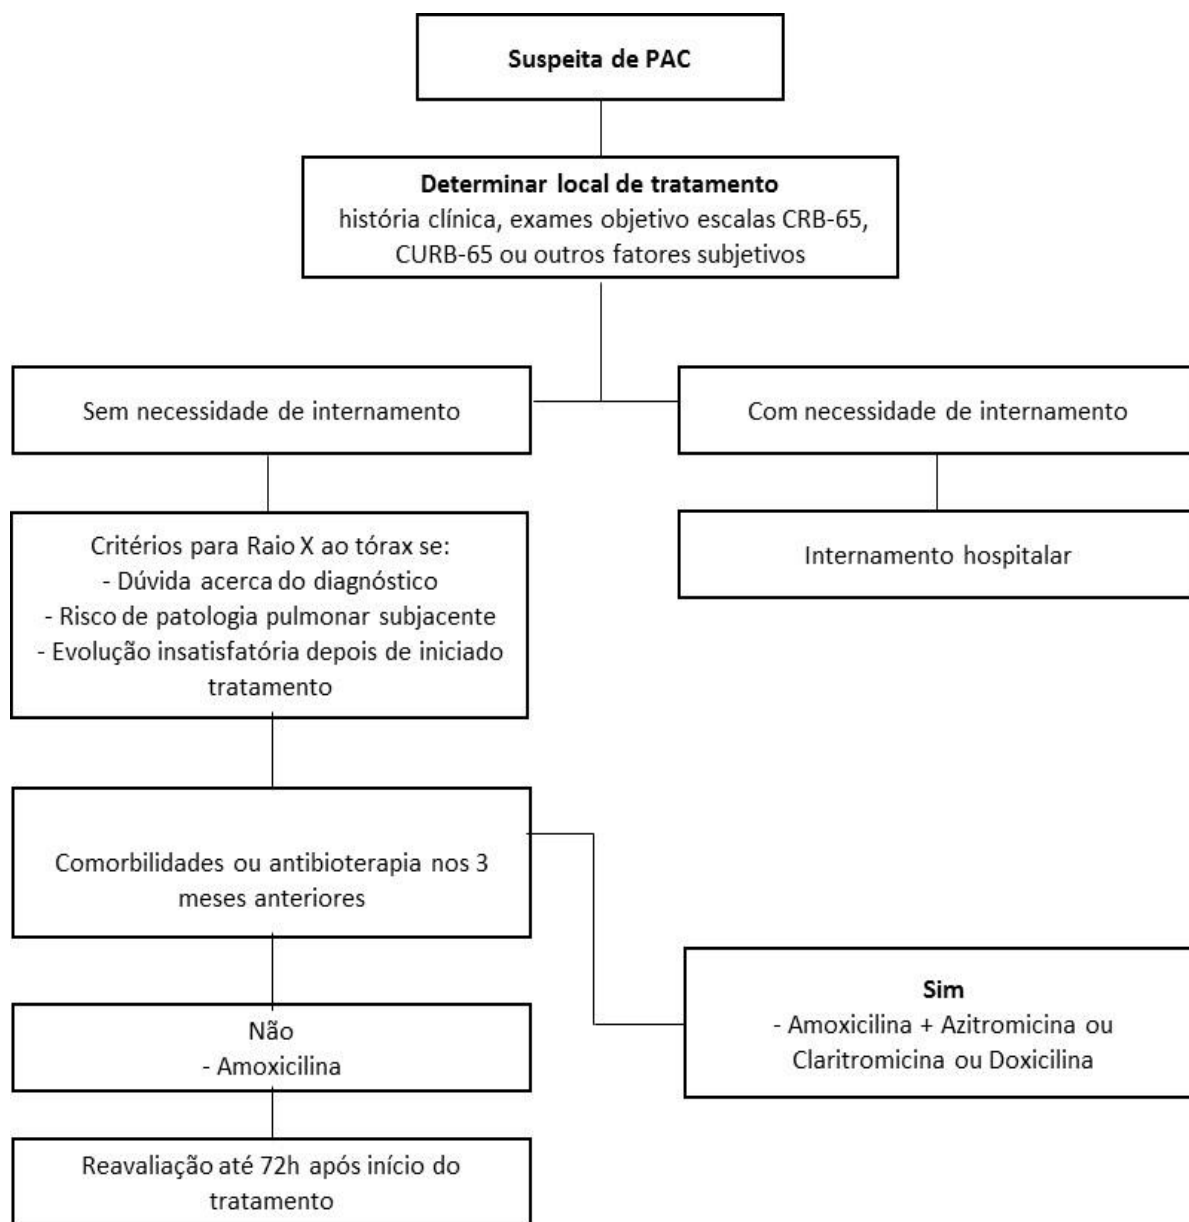 Suspeita de PAC
Determinar local de tratamento
história clínica, exames objetivo escalas CRB-65,
CURB-65 ou outros fatores subjetivos
Sem necessidade de internamento
Com necessidade de internamento
Critérios para Raio X ao tórax se:
- Dúvida acerca do diagnóstico
- Risco de patologia pulmonar subjacente
- Evolução insatisfatória depois de iniciado
tratamento
Internamento hospitalar
Comorbilidades ou antibioterapia nos 3
meses anteriores
Não
- Amoxicilina
Sim
- Amoxicilina + Azitromicina ou
Claritromicina ou Doxicilina
Reavaliação até 72h após início do
tratamento